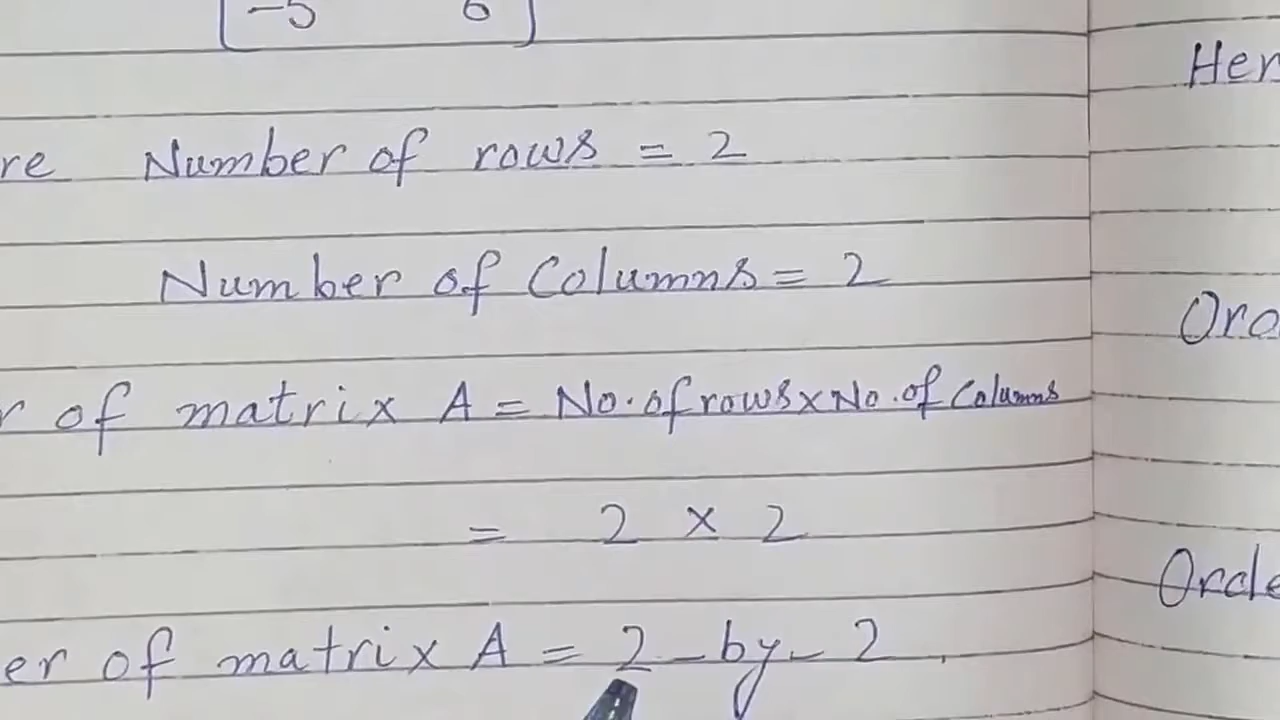 -5 6
re Number of rows = 2
Number of Columns = 2
r of matrix A = No. of rows x No. of Columns
= 2 x 2
er of matrix A = 2 - by - 2
Her
Ord
Orde